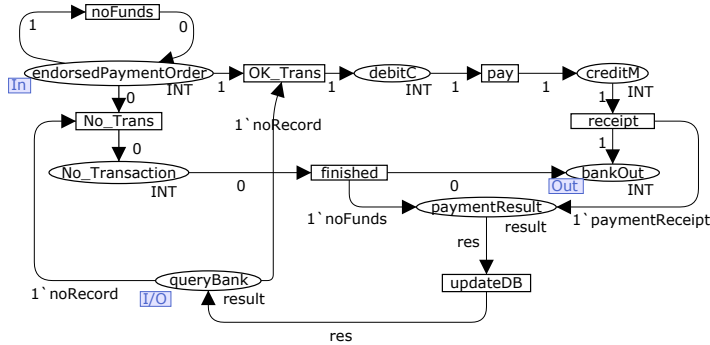 noFunds
1
0
endorsedPaymentOrder
In
INT
1
OK_Trans
1
debitC
INT
1
pay
1
creditM
INT
0
1
No_Trans
1`noRecord
receipt
0
1
No_Transaction
INT
0
finished
0
bankOut
Out
INT
1`noFunds
paymentResult
result
1`paymentReceipt
res
queryBank
1`noRecord
I/O
result
updateDB
res